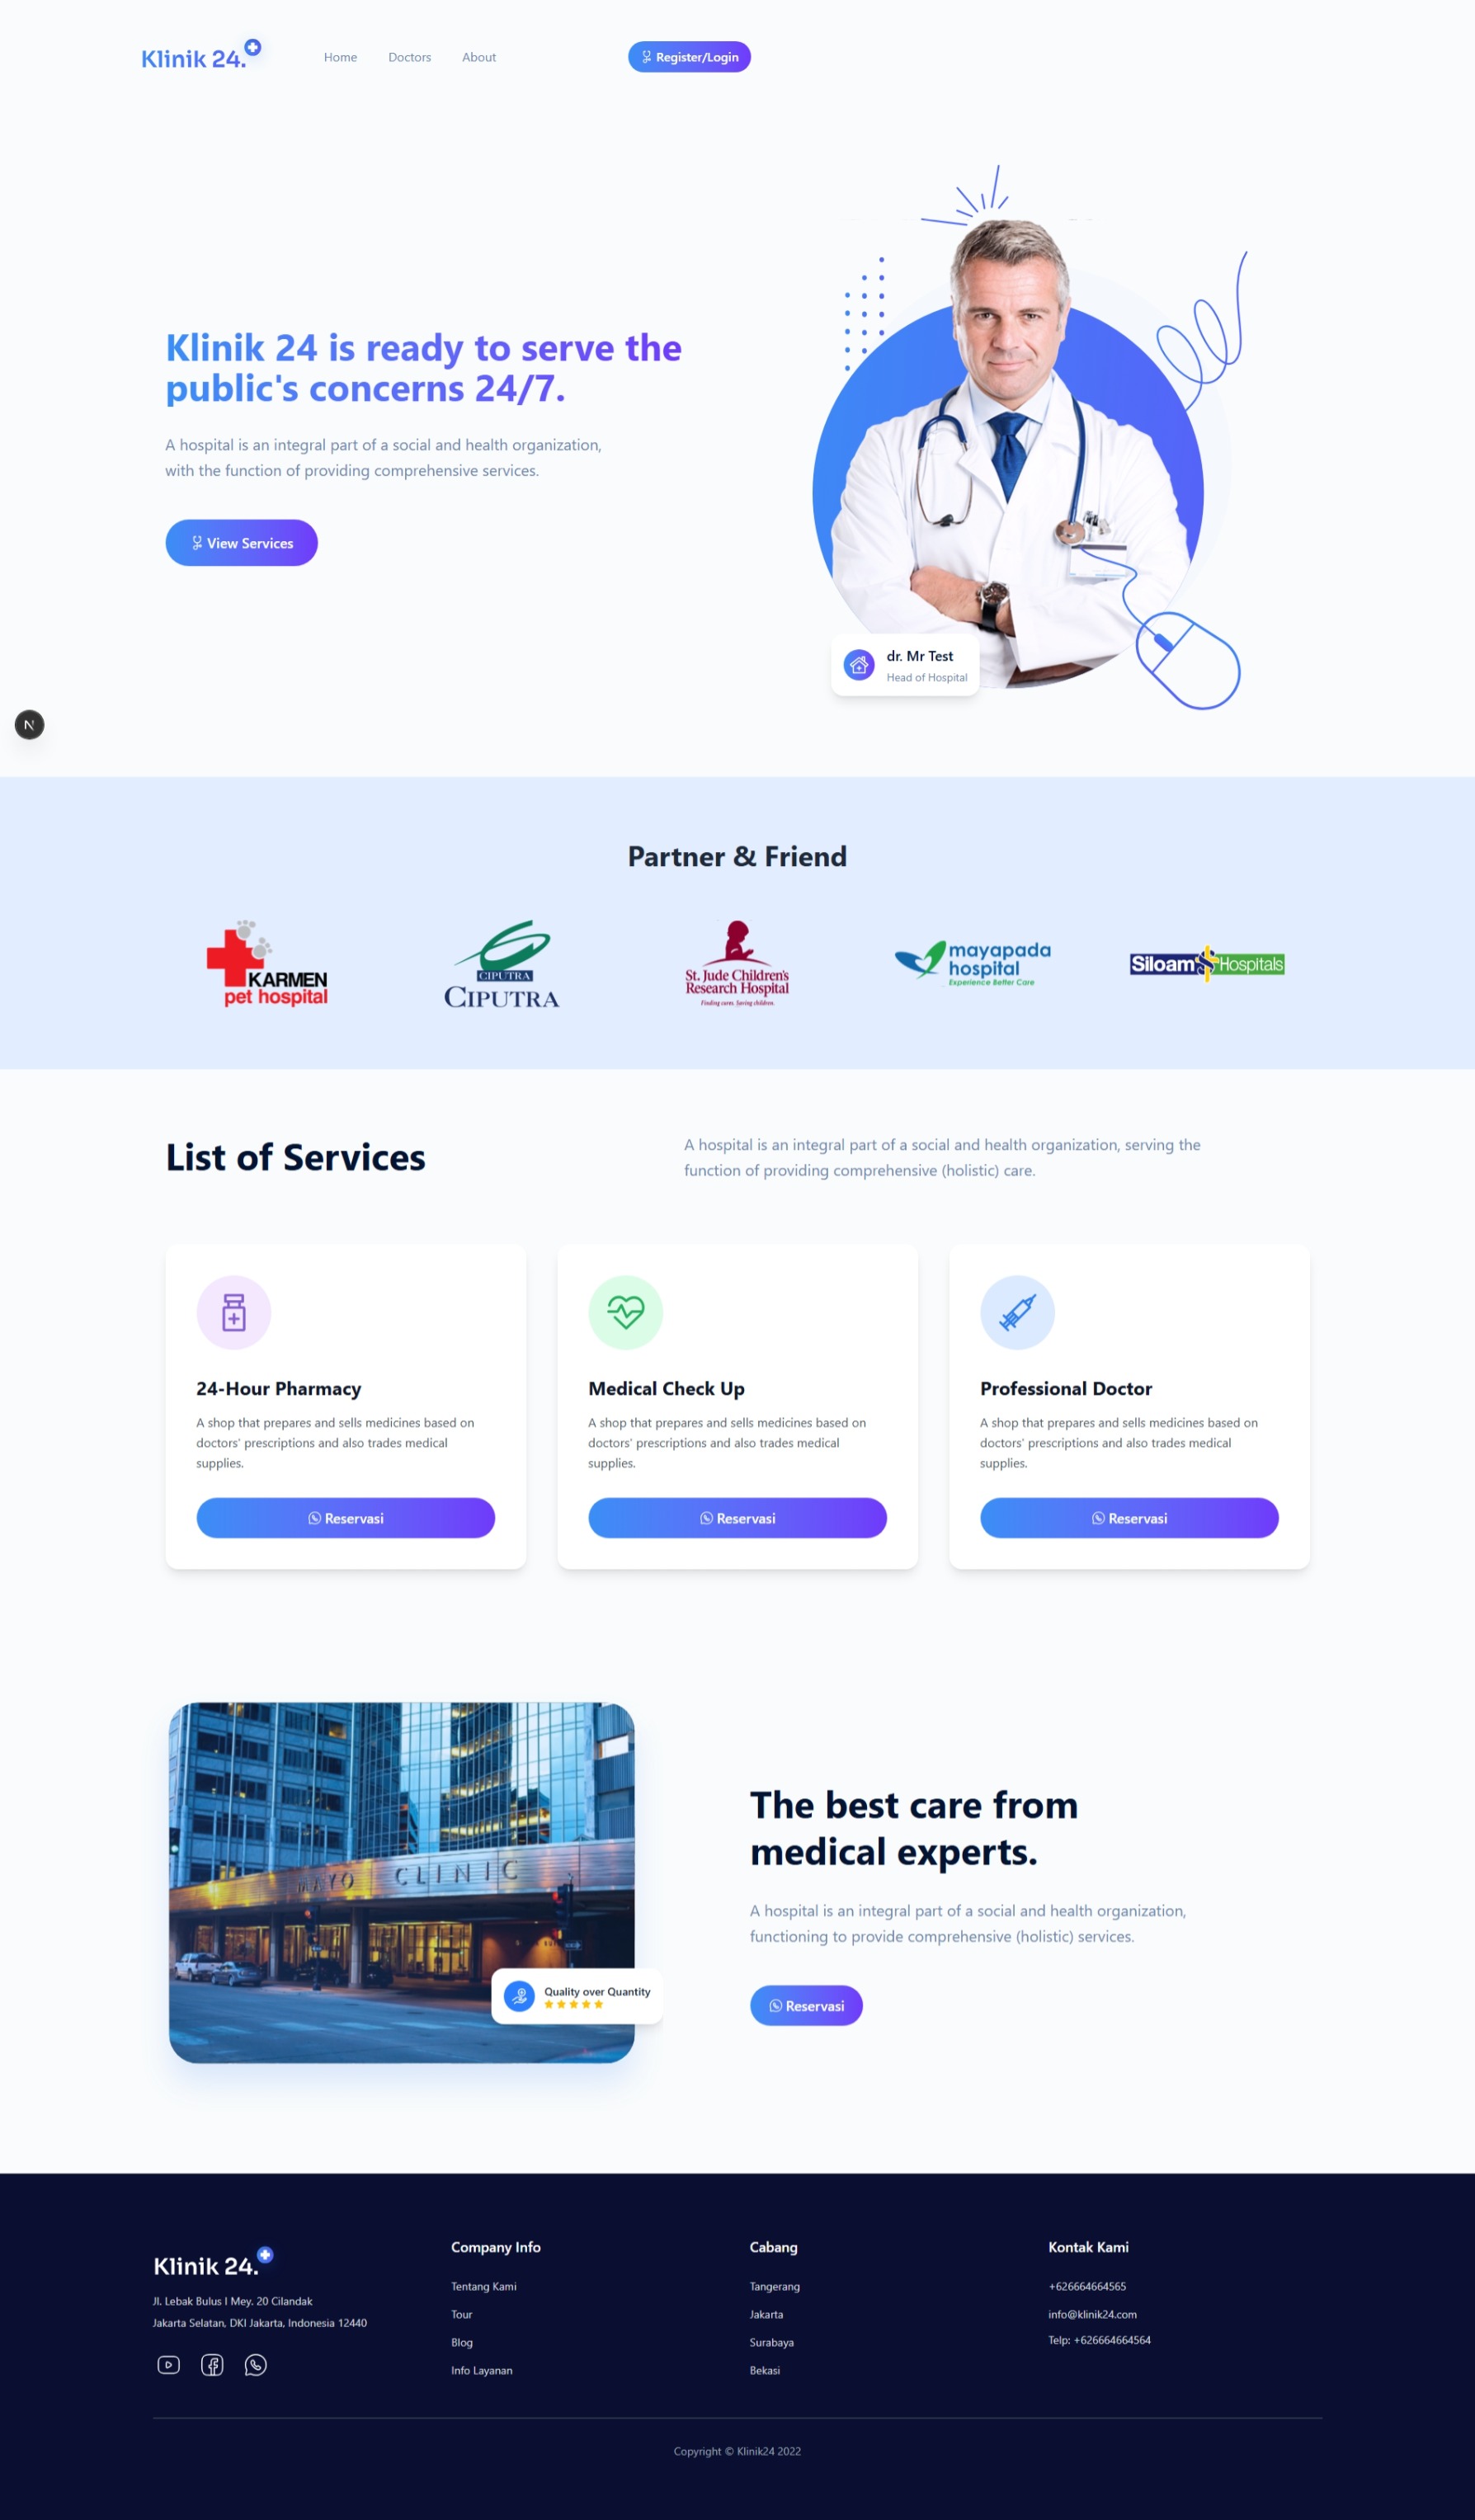 Klinik 24.
Home
Doctors
About
Register/Login
Klinik 24 is ready to serve the
public's concerns 24/7.
A hospital is an integral part of a social and health organization,
with the function of providing comprehensive services.
View Services
dr. Mr Test
Head of Hospital
N
Partner & Friend
KARMEN
pet hospital
CIPUTRA
CIPUTRA
St. Jude Children's
Research Hospital
Finding cures. Saving children.
mayapada
hospital
Experience Better Care
Siloam Hospitals
List of Services
A hospital is an integral part of a social and health organization, serving the
function of providing comprehensive (holistic) care.
24-Hour Pharmacy
A shop that prepares and sells medicines based on
doctors' prescriptions and also trades medical
supplies.
Reservasi
Medical Check Up
A shop that prepares and sells medicines based on
doctors' prescriptions and also trades medical
supplies.
Reservasi
Professional Doctor
A shop that prepares and sells medicines based on
doctors' prescriptions and also trades medical
supplies.
Reservasi
MAYO CLINIC
Quality over Quantity
The best care from
medical experts.
A hospital is an integral part of a social and health organization,
functioning to provide comprehensive (holistic) services.
Reservasi
Klinik 24.
Jl. Lebak Bulus I Mey. 20 Cilandak
Jakarta Selatan, DKI Jakarta, Indonesia 12440
Company Info
Tentang Kami
Tour
Blog
Info Layanan
Cabang
Tangerang
Jakarta
Surabaya
Bekasi
Kontak Kami
+626664664565
info@klinik24.com
Telp: +626664664564
Copyright © Klinik24 2022